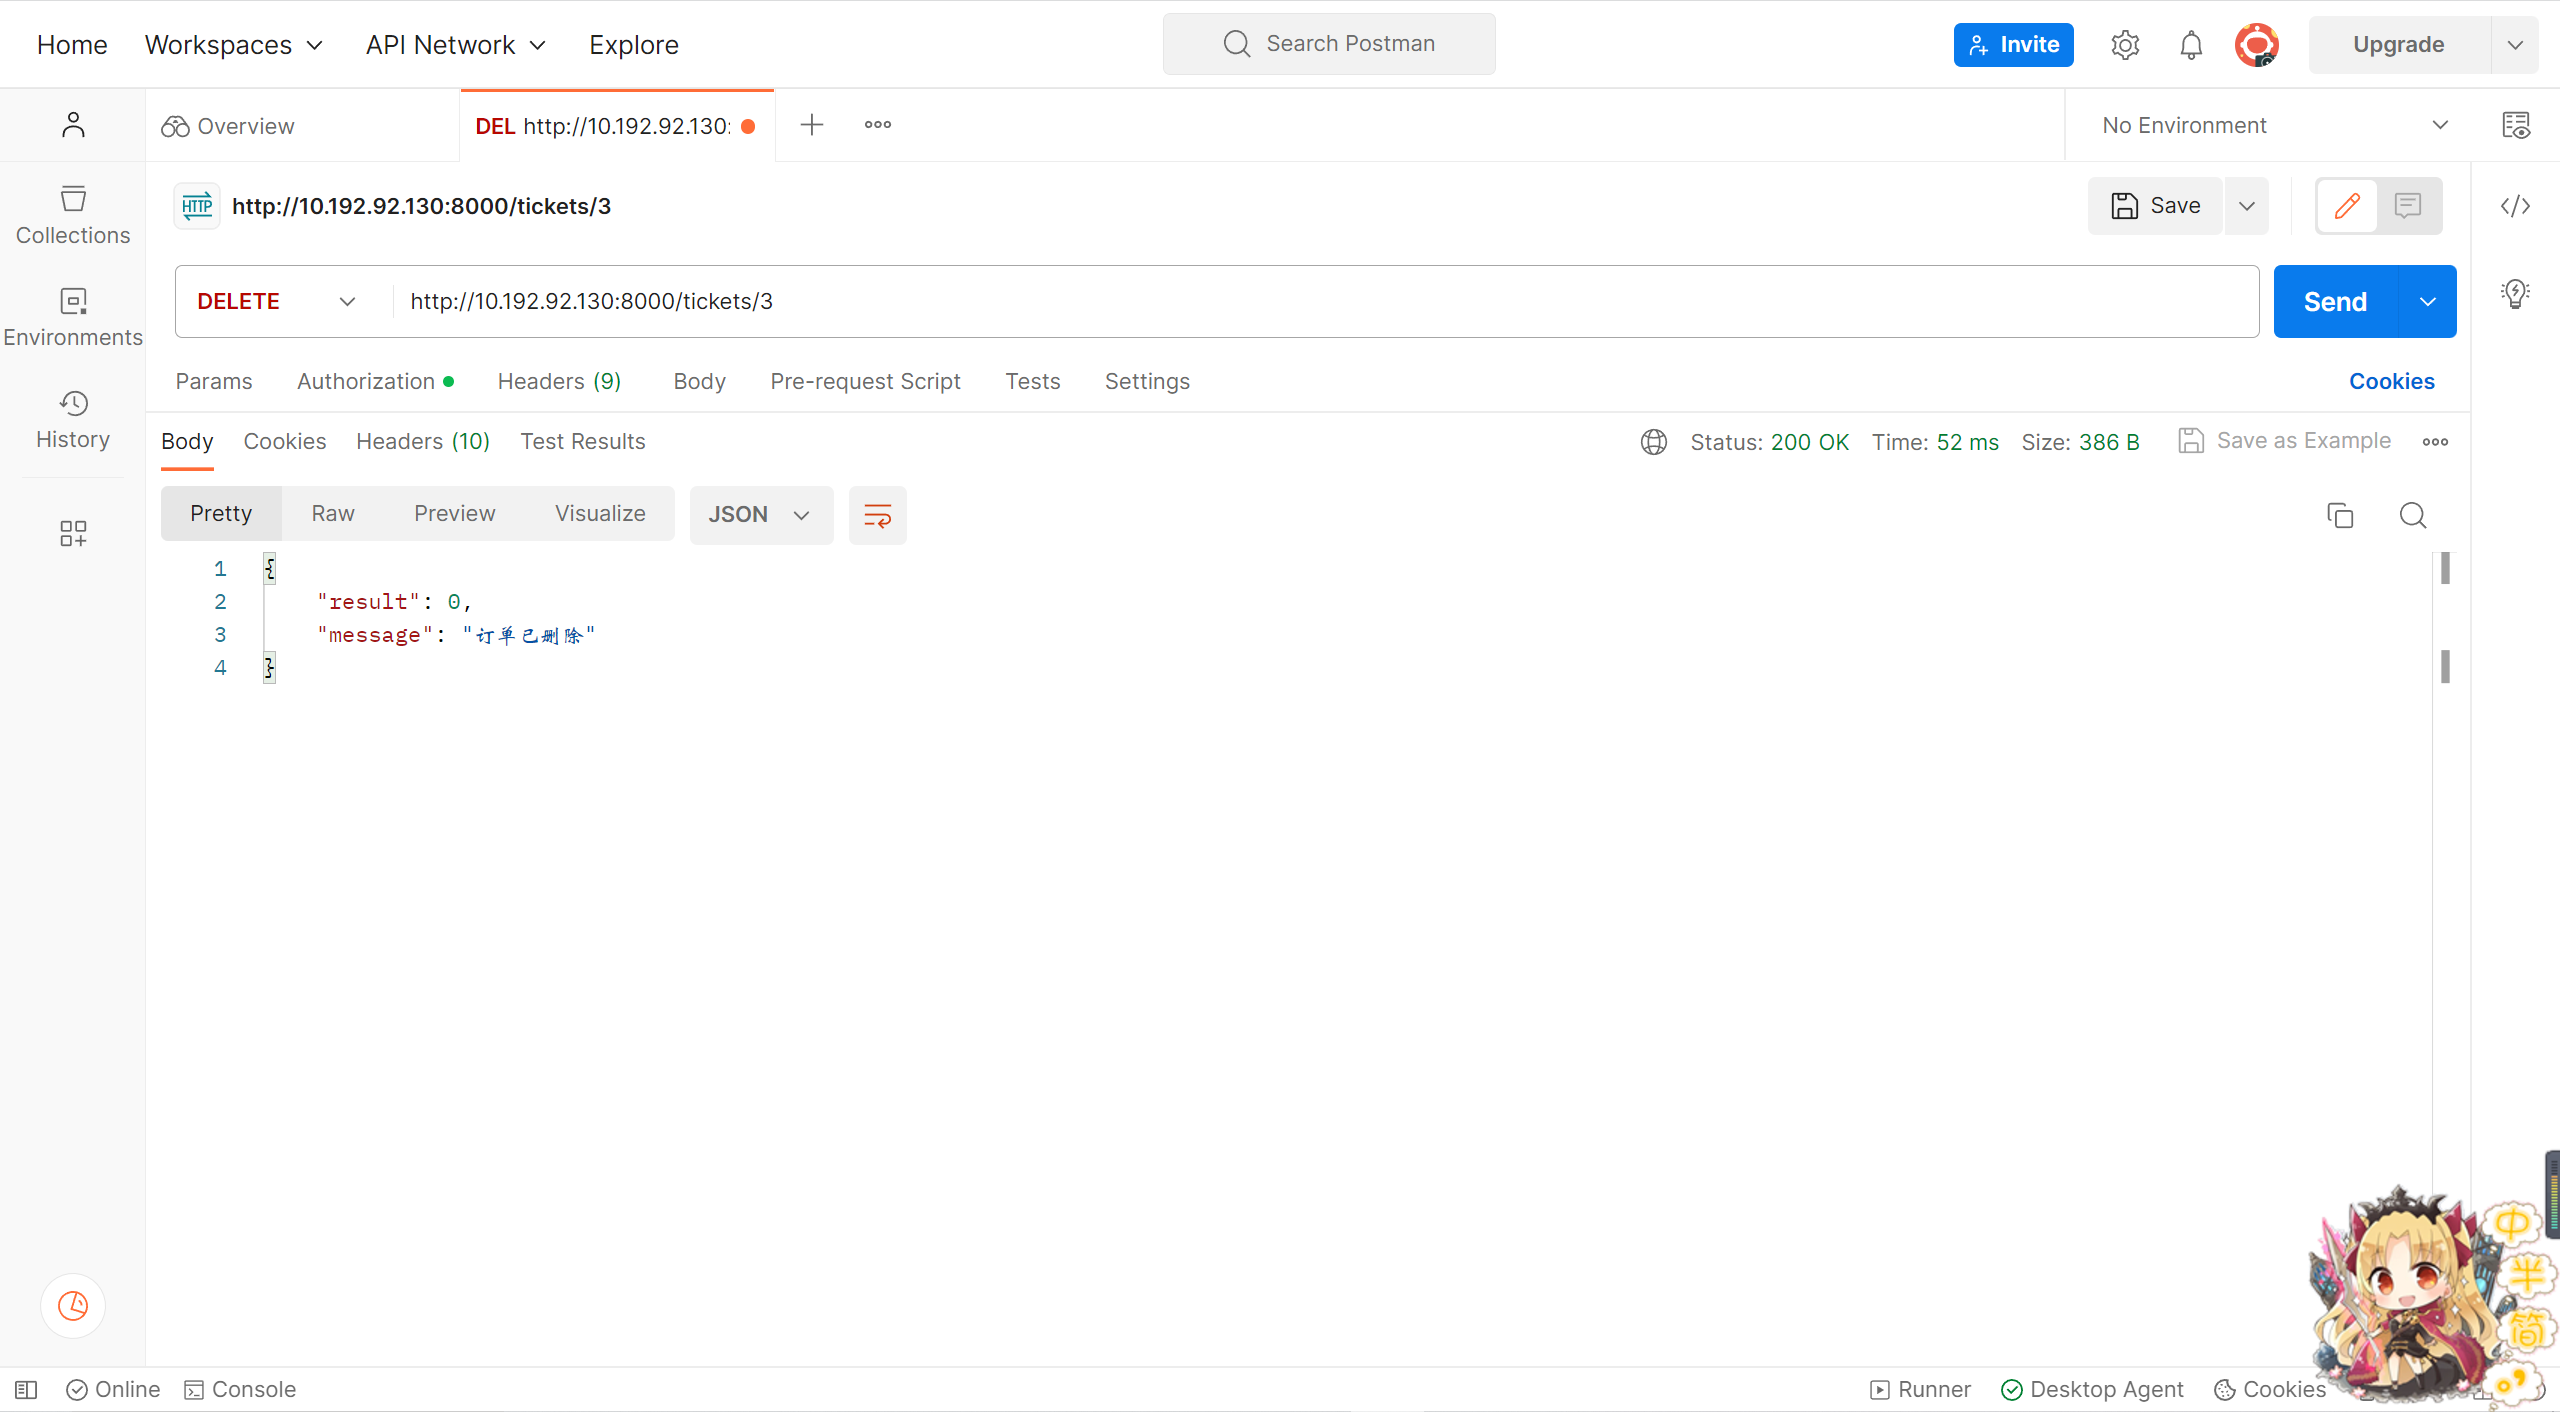 Home Workspaces API Network Explore Search Postman Invite Upgrade
Overview DEL http://10.192.92.130: No Environment
HTTP http://10.192.92.130:8000/tickets/3 Save
Collections
DELETE http://10.192.92.130:8000/tickets/3 Send
Environments
Params Authorization Headers (9) Body Pre-request Script Tests Settings Cookies
History
Body Cookies Headers (10) Test Results Status: 200 OK Time: 52 ms Size: 386 B Save as Example
Pretty Raw Preview Visualize JSON
1 {
2 "result": 0,
3 "message": "订单已删除"
4 }
中
半
简
Online Console Runner Desktop Agent Cookies